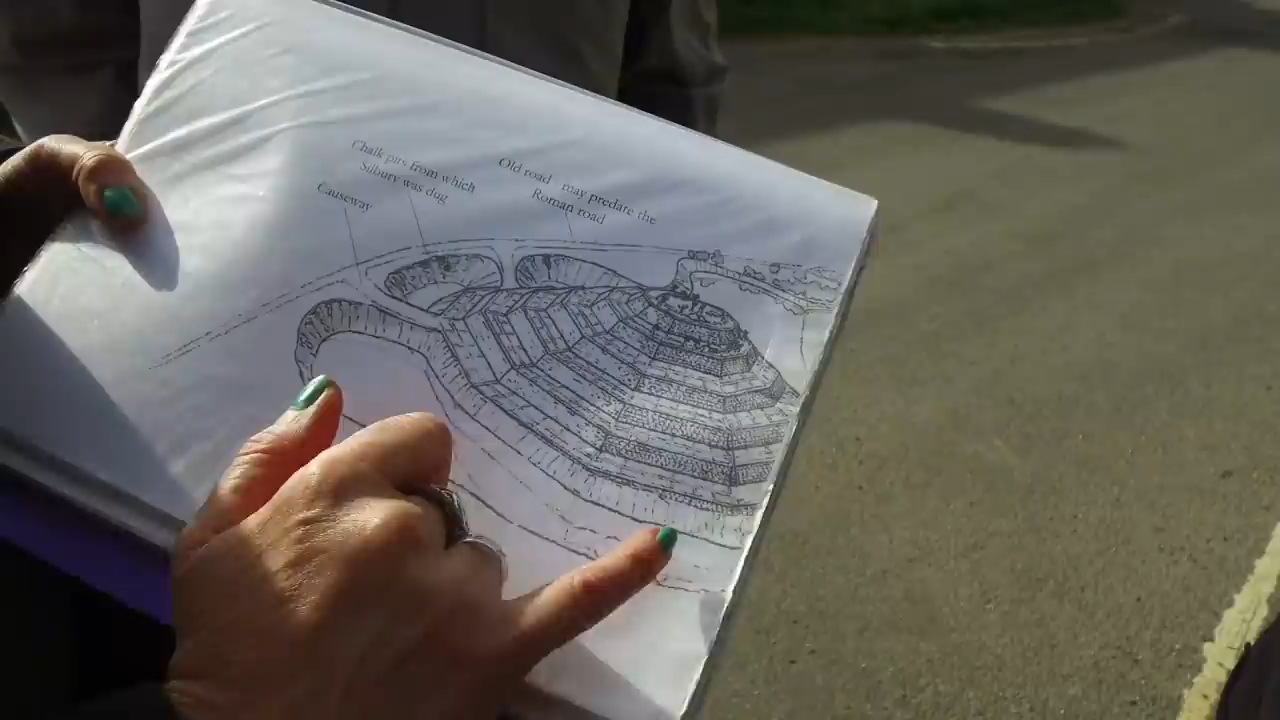 Chalk pits from which
Silbury was dug
Causeway
Old road may predate the
Roman road